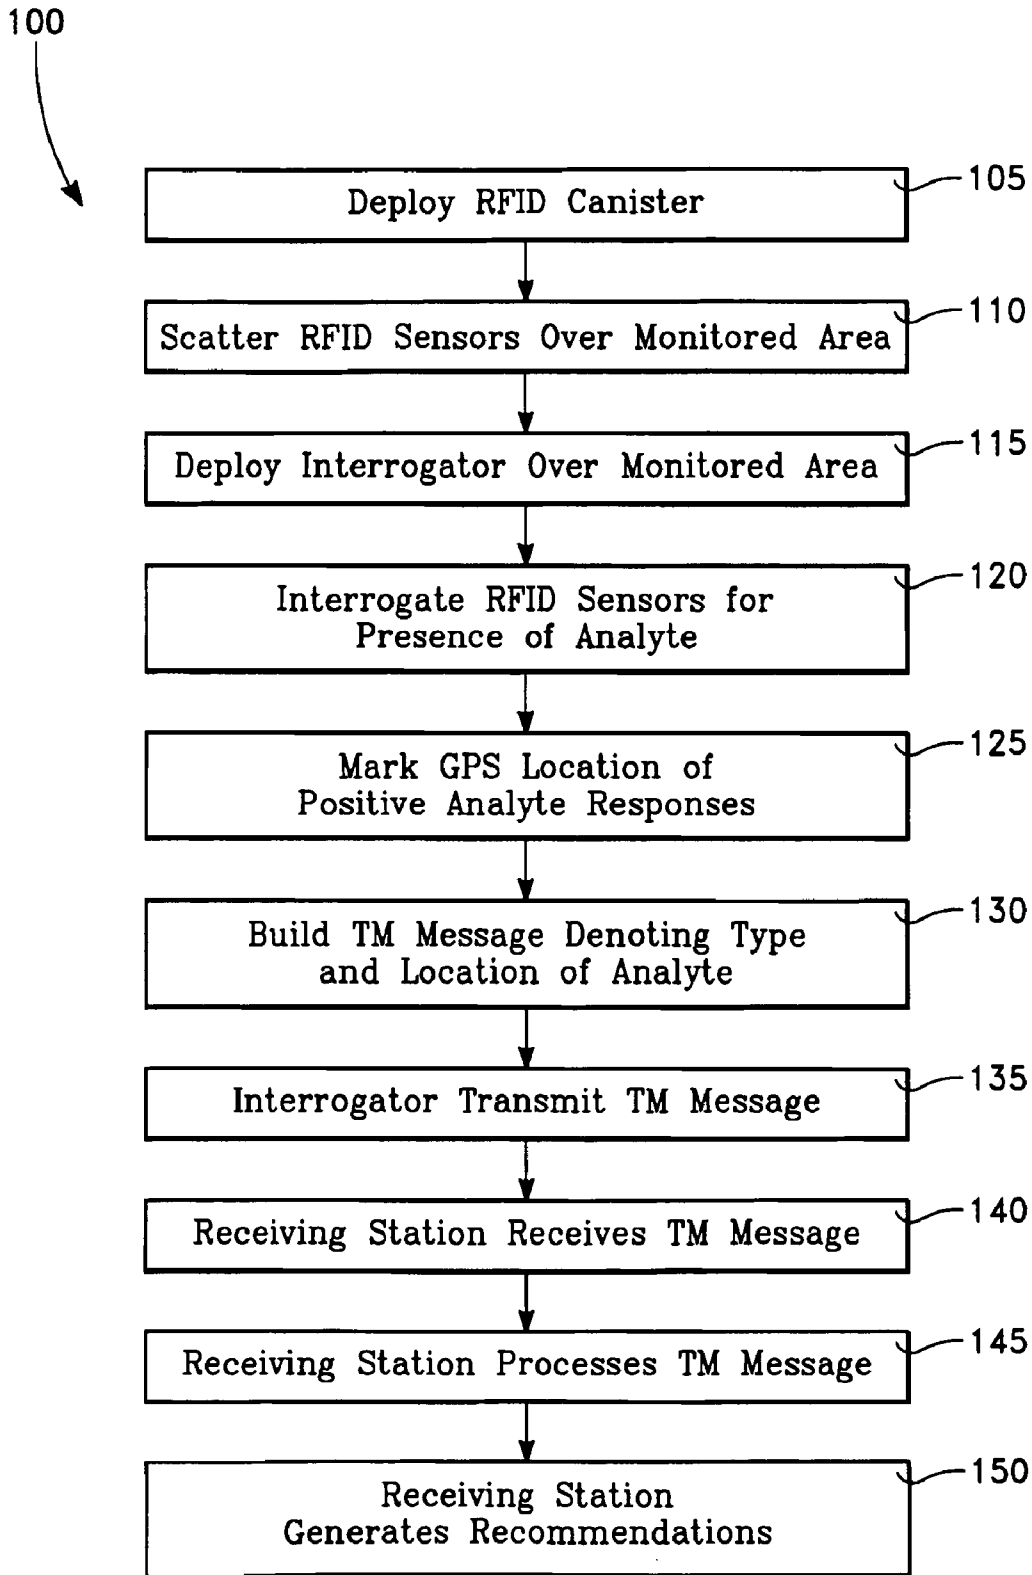 100
Deploy RFID Canister
105
Scatter RFID Sensors Over Monitored Area
110
Deploy Interrogator Over Monitored Area
115
Interrogate RFID Sensors for
Presence of Analyte
120
Mark GPS Location of
Positive Analyte Responses
125
Build TM Message Denoting Type
and Location of Analyte
130
Interrogator Transmit TM Message
135
Receiving Station Receives TM Message
140
Receiving Station Processes TM Message
145
Receiving Station
Generates Recommendations
150